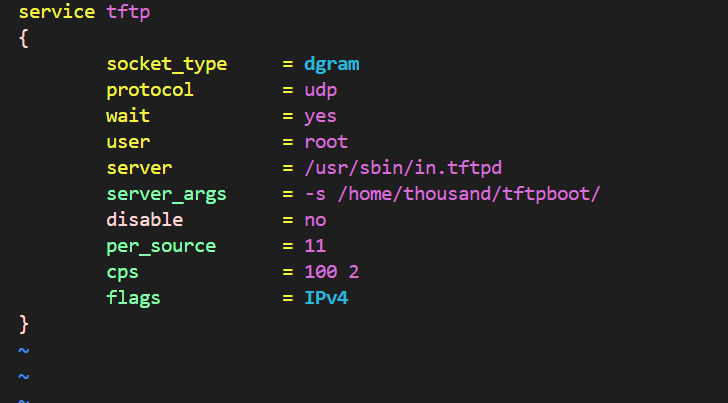 service tftp
{
        socket_type     = dgram
        protocol        = udp
        wait            = yes
        user            = root
        server          = /usr/sbin/in.tftpd
        server_args     = -s /home/thousand/tftpboot/
        disable         = no
        per_source      = 11
        cps             = 100 2
        flags           = IPv4
}
~
~
~